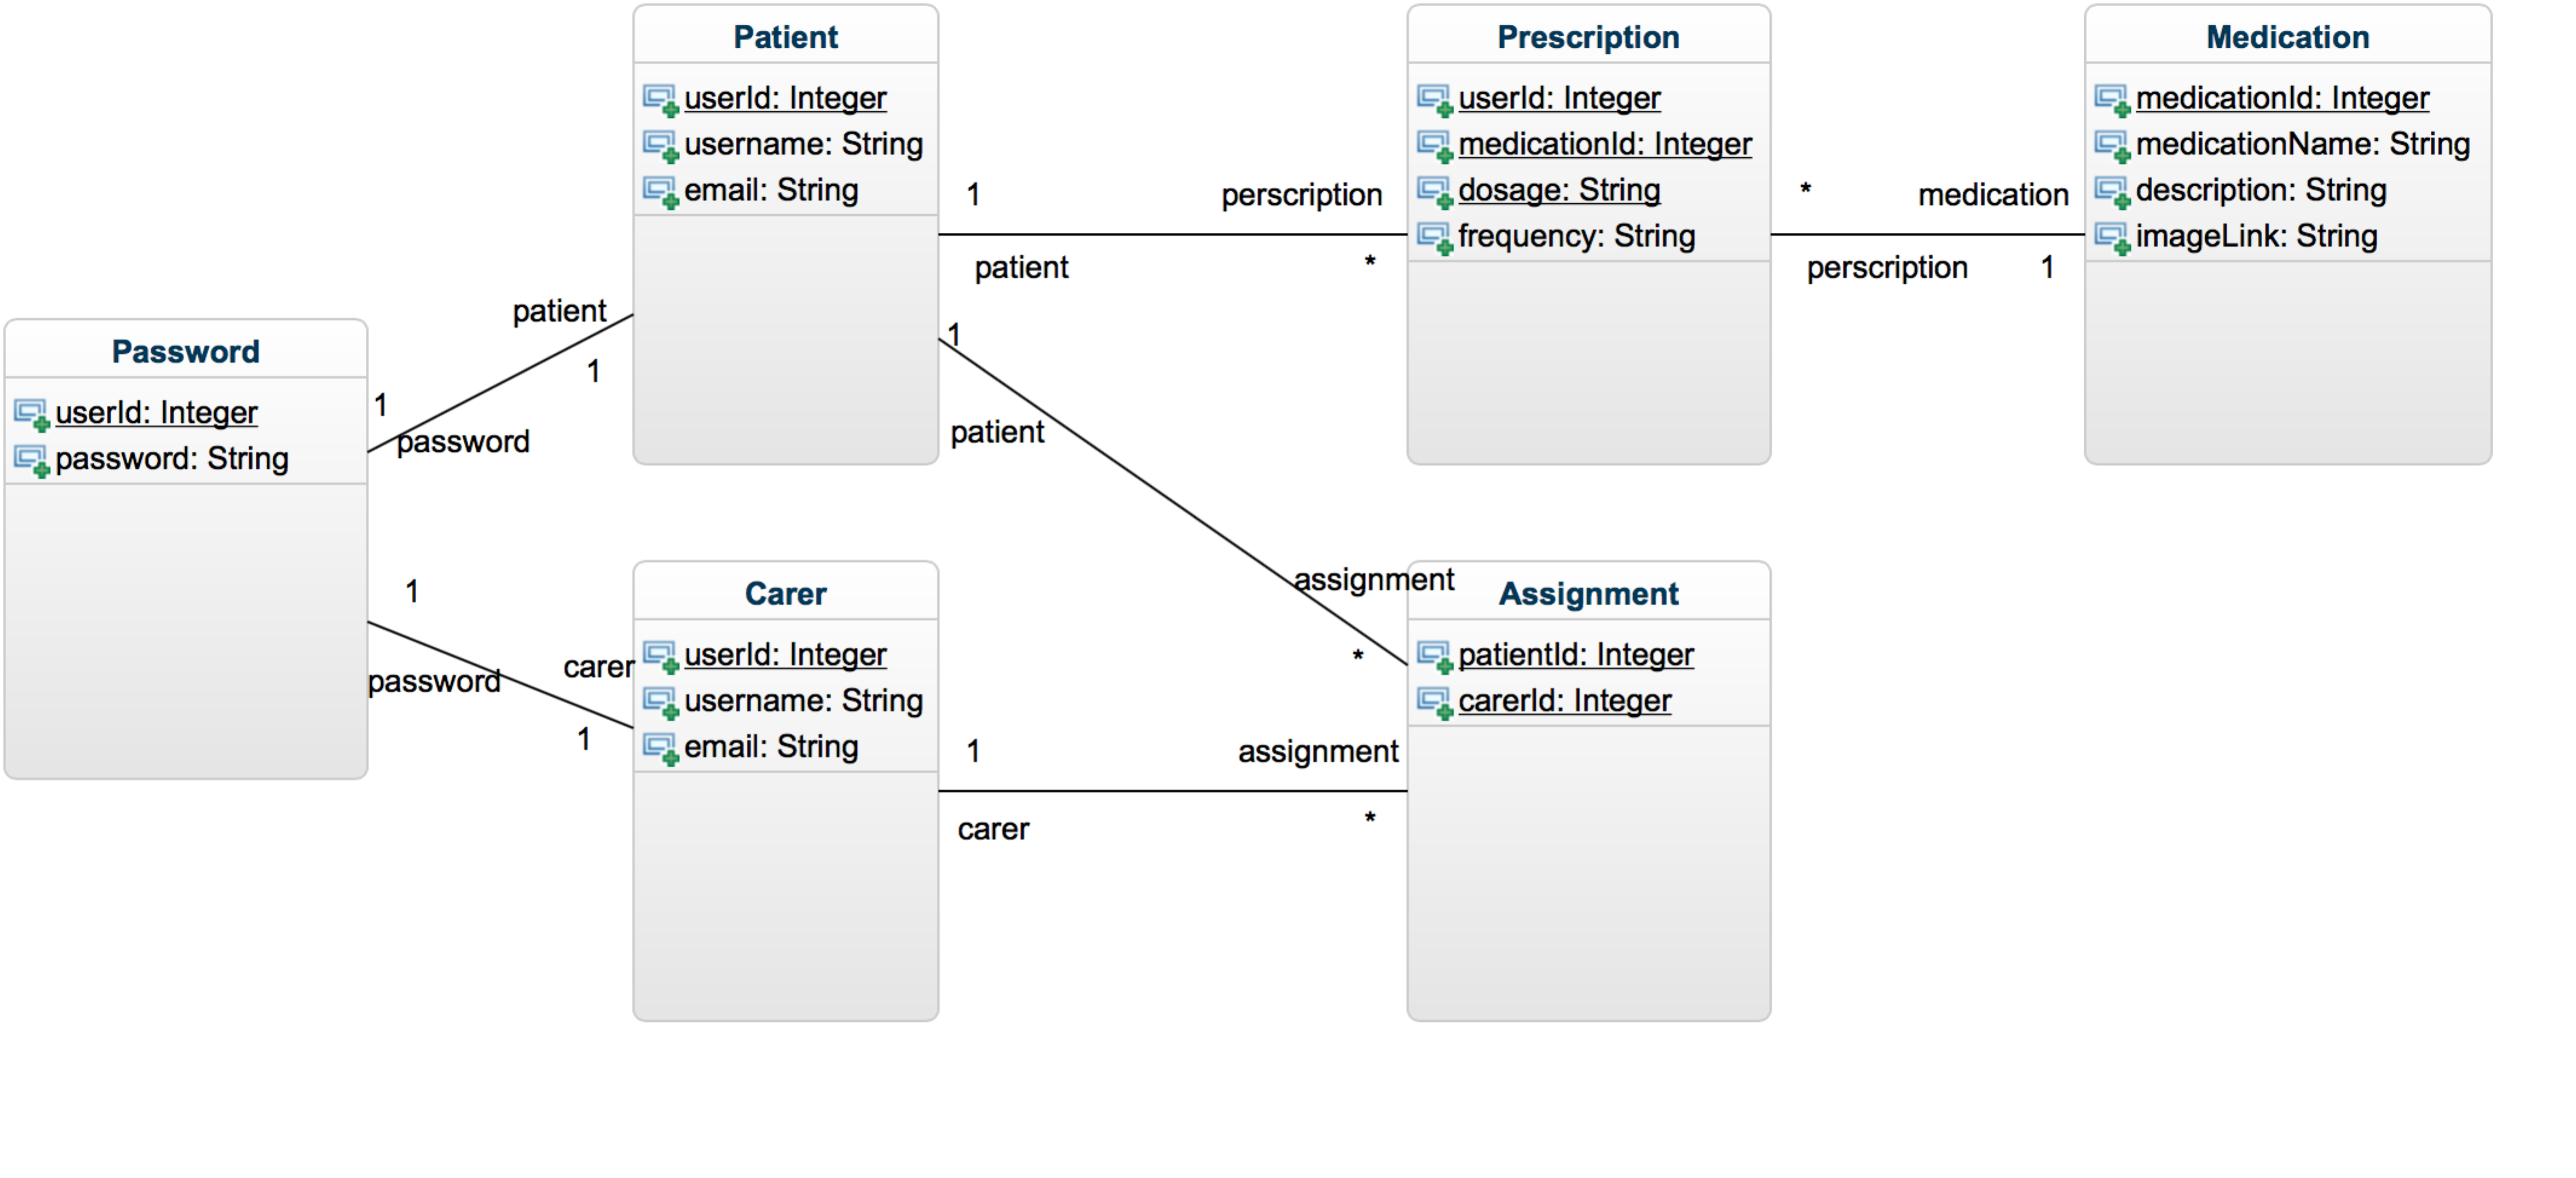 Patient
userId: Integer
username: String
email: String
Prescription
userId: Integer
medicationId: Integer
dosage: String
frequency: String
Medication
medicationId: Integer
medicationName: String
description: String
imageLink: String
1
perscription
patient
*
*
medication
perscription
1
Password
userId: Integer
password: String
patient
1
1
password
1
patient
assignment
*
1
password
carer
1
Carer
userId: Integer
username: String
email: String
1
assignment
carer
*
Assignment
patientId: Integer
carerId: Integer